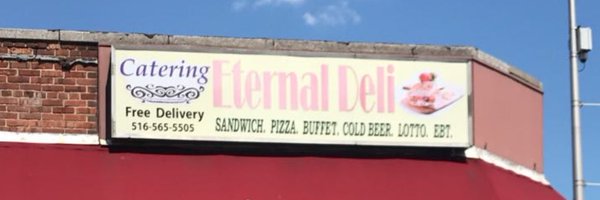 Catering
Free Delivery
516-565-5505
Eternal Deli
SANDWICH. PIZZA. BUFFET. COLD BEER. LOTTO. EBT.